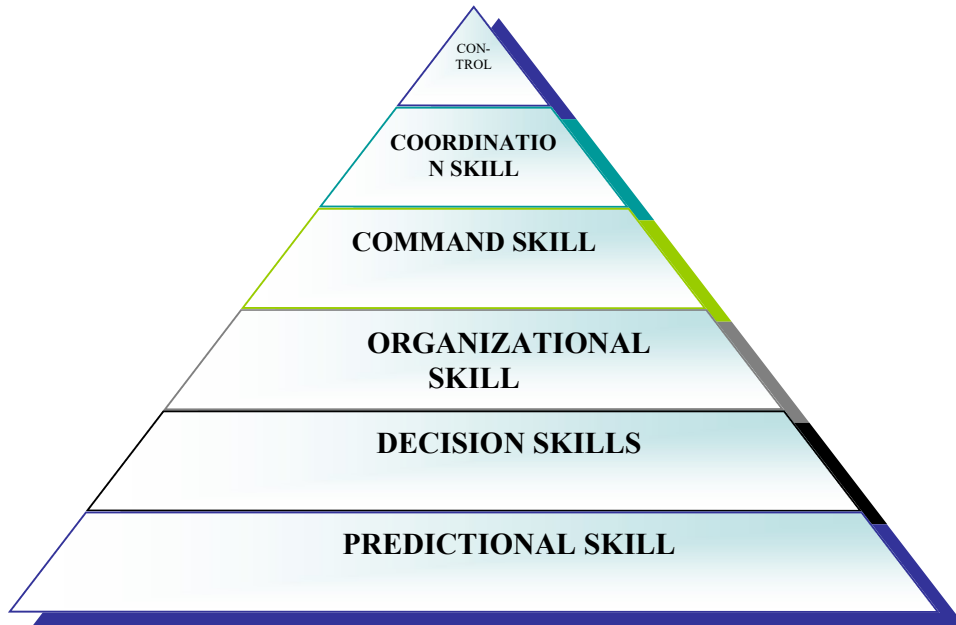 CON-
TROL
COORDINATIO
N SKILL
COMMAND SKILL
ORGANIZATIONAL
SKILL
DECISION SKILLS
PREDICTIONAL SKILL